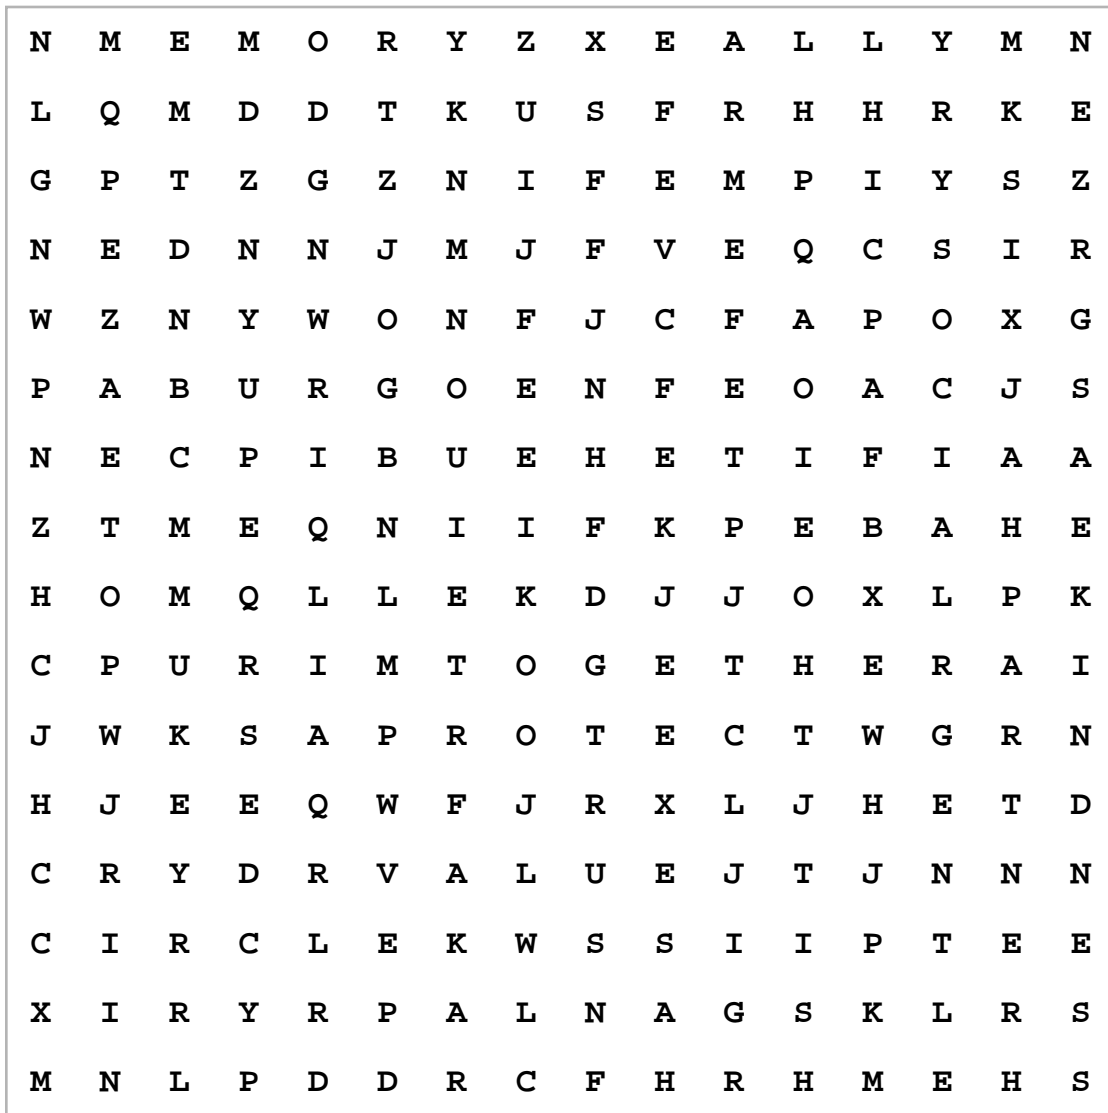 N M E M O R Y Z X E A L L Y M N
L Q M D D T K U S F R H H R K E
G P T Z G Z N I F E M P I Y S Z
N E D N N J M J F V E Q C S I R
W Z N Y W O N F J C F A P O X G
P A B U R G O E N F E O A C J S
N E C P I B U E H E T I F I A A
Z T M E Q N I I F K P E B A H E
H O M Q L L E K D J J O X L P K
C P U R I M T O G E T H E R A I
J W K S A P R O T E C T W G R N
H J E E Q W F J R X L J H E T D
C R Y D R V A L U E J T J N N N
C I R C L E K W S S I I P T E E
X I R Y R P A L N A G S K L R S
M N L P D D R C F H R H M E H S